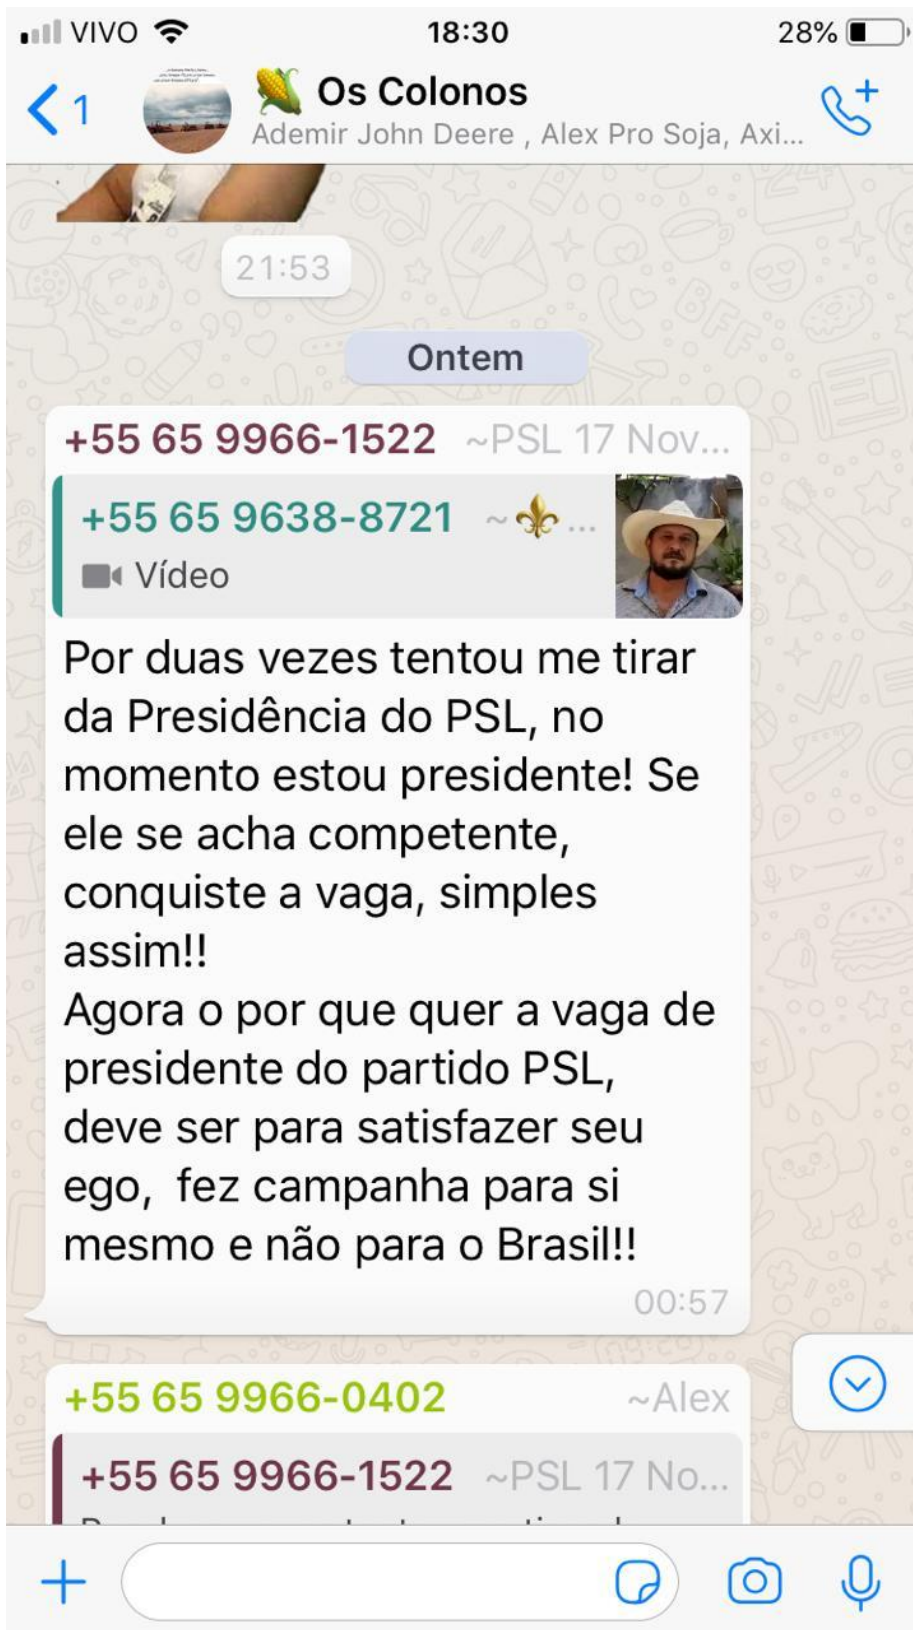 VIVO 18:30 28%
1 🌽 Os Colonos
Ademir John Deere , Alex Pro Soja, Axi...
21:53
Ontem
+55 65 9966-1522 ~PSL 17 Nov...
+55 65 9638-8721 ~⚜️...
Vídeo
Por duas vezes tentou me tirar
da Presidência do PSL, no
momento estou presidente! Se
ele se acha competente,
conquiste a vaga, simples
assim!!
Agora o por que quer a vaga de
presidente do partido PSL,
deve ser para satisfazer seu
ego,  fez campanha para si
mesmo e não para o Brasil!!
00:57
+55 65 9966-0402 ~Alex
+55 65 9966-1522 ~PSL 17 No...